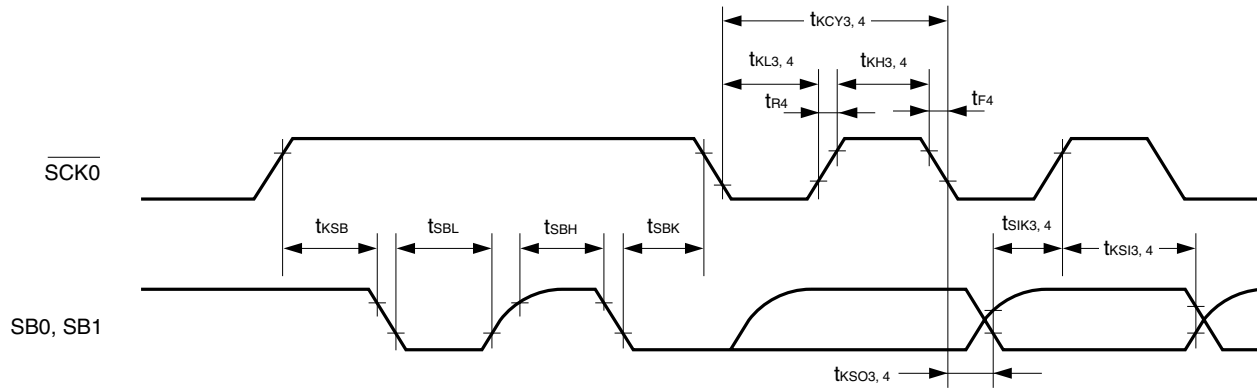 tKCY3, 4
tKL3, 4 tKH3, 4
tR4 tF4
SCK0
tKSB tSBL tSBH tSBK tSIK3, 4 tKSI3, 4
SB0, SB1
tKSO3, 4